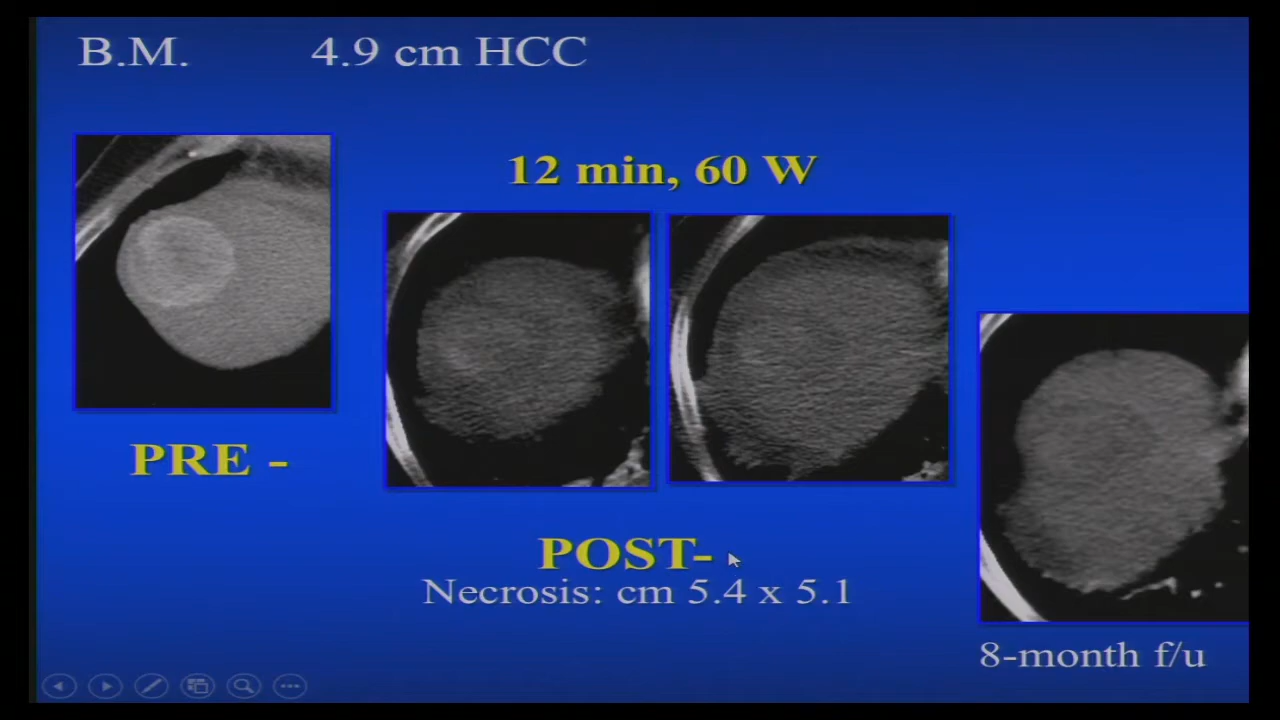 B.M. 4.9 cm HCC
12 min, 60 W
PRE -
POST-
Necrosis: cm 5.4 x 5.1
8-month f/u